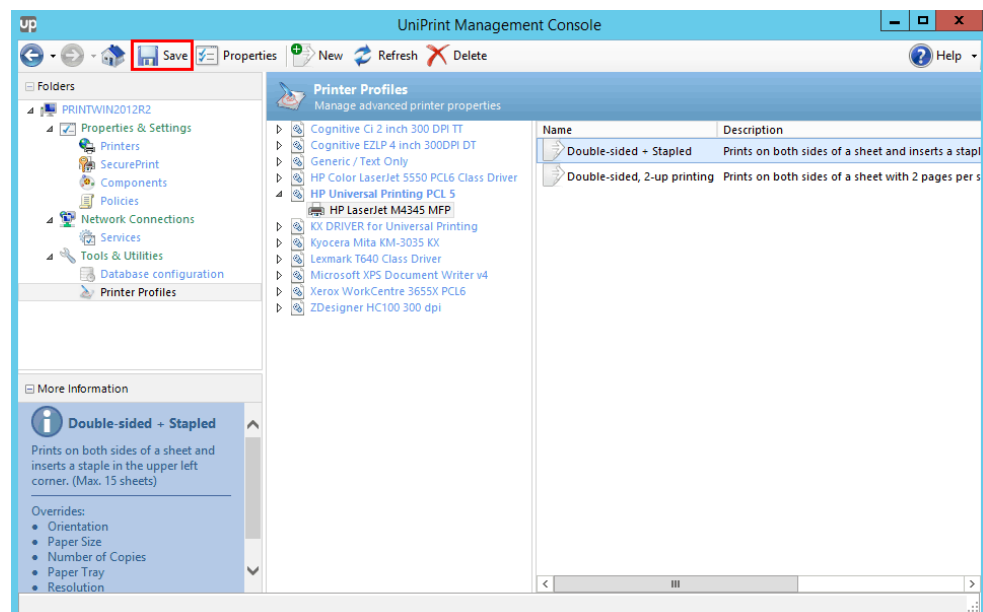 up
UniPrint Management Console
Save
Properties
New
Refresh
Delete
Help
Folders
PRINTWIN2012R2
Properties & Settings
Printers
SecurePrint
Components
Policies
Network Connections
Services
Tools & Utilities
Database configuration
Printer Profiles
More Information
Double-sided + Stapled
Prints on both sides of a sheet and
inserts a staple in the upper left
corner. (Max. 15 sheets)
Overrides:
• Orientation
• Paper Size
• Number of Copies
• Paper Tray
• Resolution
Printer Profiles
Manage advanced printer properties
Cognitive Ci 2 inch 300 DPI TT
Cognitive EZLP 4 inch 300DPI DT
Generic / Text Only
HP Color LaserJet 5550 PCL6 Class Driver
HP Universal Printing PCL 5
HP LaserJet M4345 MFP
KX DRIVER for Universal Printing
Kyocera Mita KM-3035 KX
Lexmark T640 Class Driver
Microsoft XPS Document Writer v4
Xerox WorkCentre 3655X PCL6
ZDesigner HC100 300 dpi
Name Description
Double-sided + Stapled Prints on both sides of a sheet and inserts a stapl
Double-sided, 2-up printing Prints on both sides of a sheet with 2 pages per s